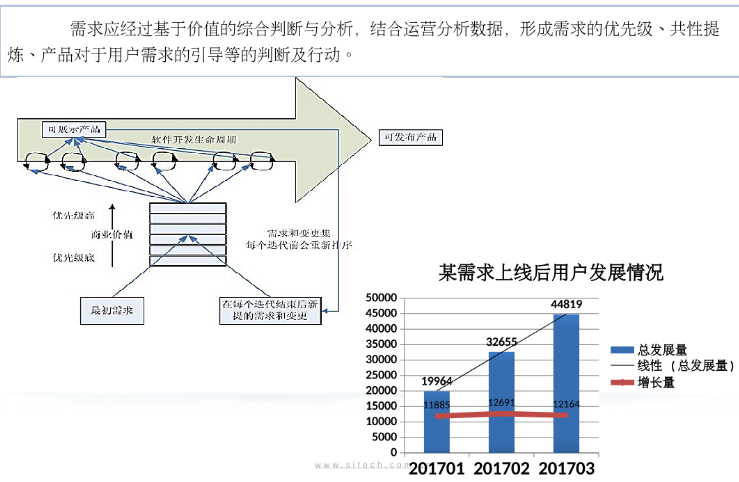 需求应经过基于价值的综合判断与分析，结合运营分析数据，形成需求的优先级、共性提
炼、产品对于用户需求的引导等的判断及行动。
可展示产品
软件开发生命周期
可发布产品
优先级高
商业价值
优先级底
需求和变更集
每个迭代前会重新排序
最初需求
在每个迭代结束后新
提的需求和变更
某需求上线后用户发展情况
50000
45000
40000
35000
30000
25000
20000
15000
10000
5000
0
19964
32655
44819
11885
12691
12164
201701 201702 201703
总发展量
线性（总发展量）
增长量
www.sitech.com